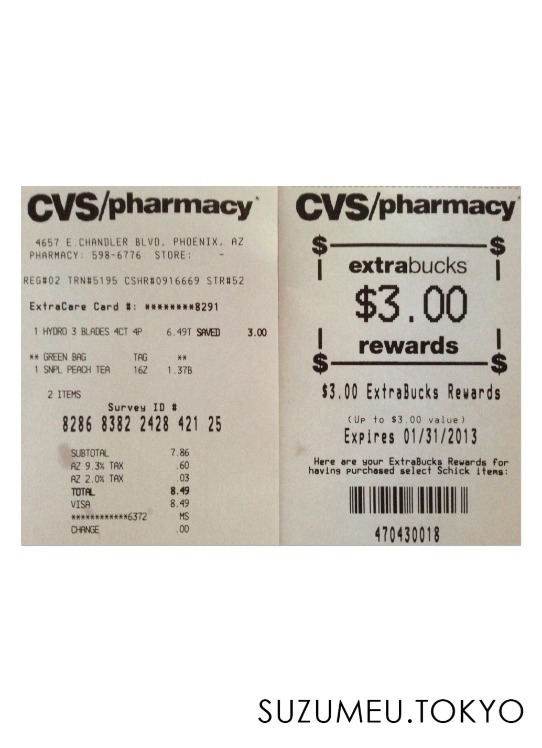 CVS/pharmacy
4657 E.CHANDLER BLVD, PHOENIX, AZ
PHARMACY: 598-6776 STORE: -
REG#02 TRN#5195 CSHR#0916669 STR#52
ExtraCare Card #: ********8291
1 HYDRO 3 BLADES 4CT 4P 6.49T SAVED 3.00
** GREEN BAG TAG **
1 SNPL PEACH TEA 16Z 1.37B
2 ITEMS
Survey ID #
8286 8382 2428 421 25
SUBTOTAL 7.86
AZ 9.3% TAX .60
AZ 2.0% TAX .03
TOTAL 8.49
VISA 8.49
************6372 MS
CHANGE .00
CVS/pharmacy
$ $
extrabucks
$3.00
rewards
$ $
$3.00 ExtraBucks Rewards
(Up to $3.00 value)
Expires 01/31/2013
Here are your ExtraBucks Rewards for
having purchased select Schick items:
470430018
SUZUMEU.TOKYO